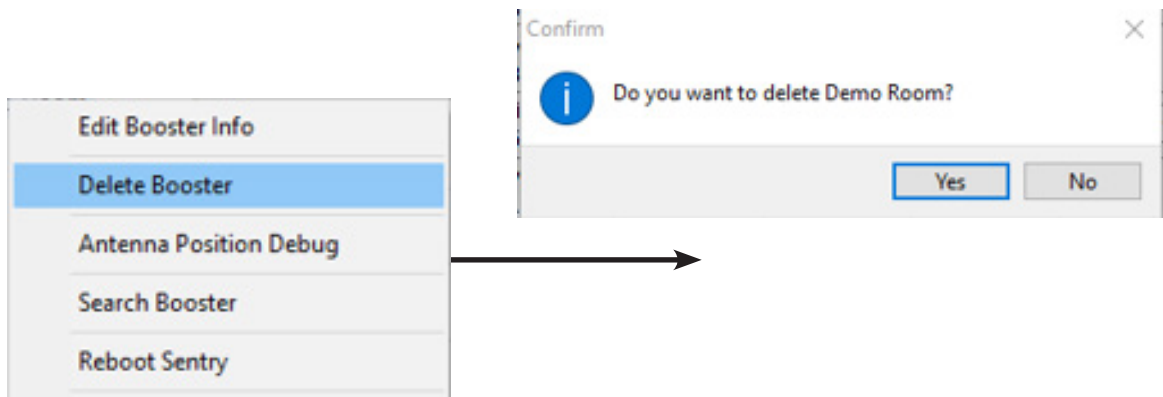 Confirm
Do you want to delete Demo Room?
Yes No
Edit Booster Info
Delete Booster
Antenna Position Debug
Search Booster
Reboot Sentry